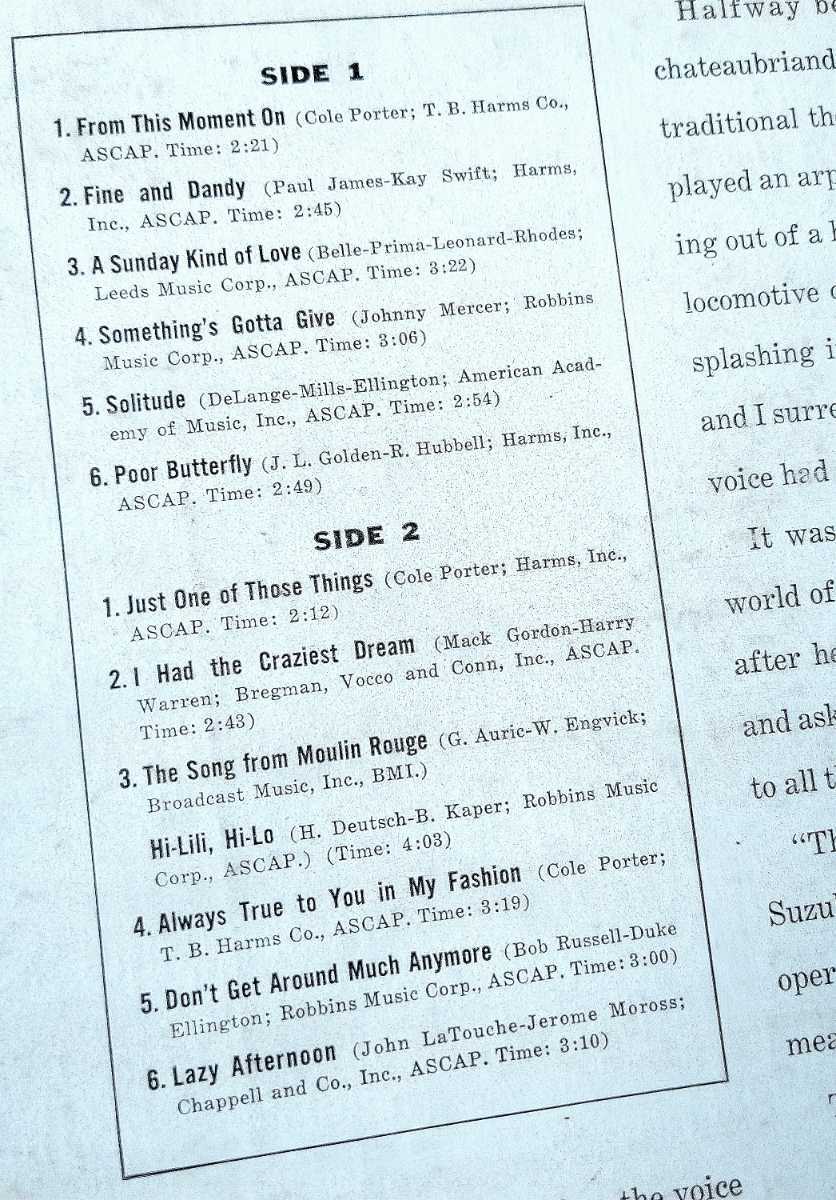 SIDE 1
1. From This Moment On (Cole Porter; T. B. Harms Co.,
ASCAP. Time: 2:21)
2. Fine and Dandy (Paul James-Kay Swift; Harms,
Inc., ASCAP. Time: 2:45)
3. A Sunday Kind of Love (Belle-Prima-Leonard-Rhodes;
Leeds Music Corp., ASCAP. Time: 3:22)
4. Something's Gotta Give (Johnny Mercer; Robbins
Music Corp., ASCAP. Time: 3:06)
5. Solitude (DeLange-Mills-Ellington; American Acad-
emy of Music, Inc., ASCAP. Time: 2:54)
6. Poor Butterfly (J. L. Golden-R. Hubbell; Harms, Inc.,
ASCAP. Time: 2:49)
SIDE 2
1. Just One of Those Things (Cole Porter; Harms, Inc.,
ASCAP. Time: 2:12)
2. I Had the Craziest Dream (Mack Gordon-Harry
Warren; Bregman, Vocco and Conn, Inc., ASCAP.
Time: 2:43)
3. The Song from Moulin Rouge (G. Auric-W. Engvick;
Broadcast Music, Inc., BMI.)
Hi-Lili, Hi-Lo (H. Deutsch-B. Kaper; Robbins Music
Corp., ASCAP.) (Time: 4:03)
4. Always True to You in My Fashion (Cole Porter;
T. B. Harms Co., ASCAP. Time: 3:19)
5. Don't Get Around Much Anymore (Bob Russell-Duke
Ellington; Robbins Music Corp., ASCAP. Time: 3:00)
6. Lazy Afternoon (John LaTouche-Jerome Moross;
Chappell and Co., Inc., ASCAP. Time: 3:10)
Halfway
chateaubriand
traditional
played an
ing out of a
locomotive
splashing
and I
voice had
It was
world of
after
and
to all
the voice